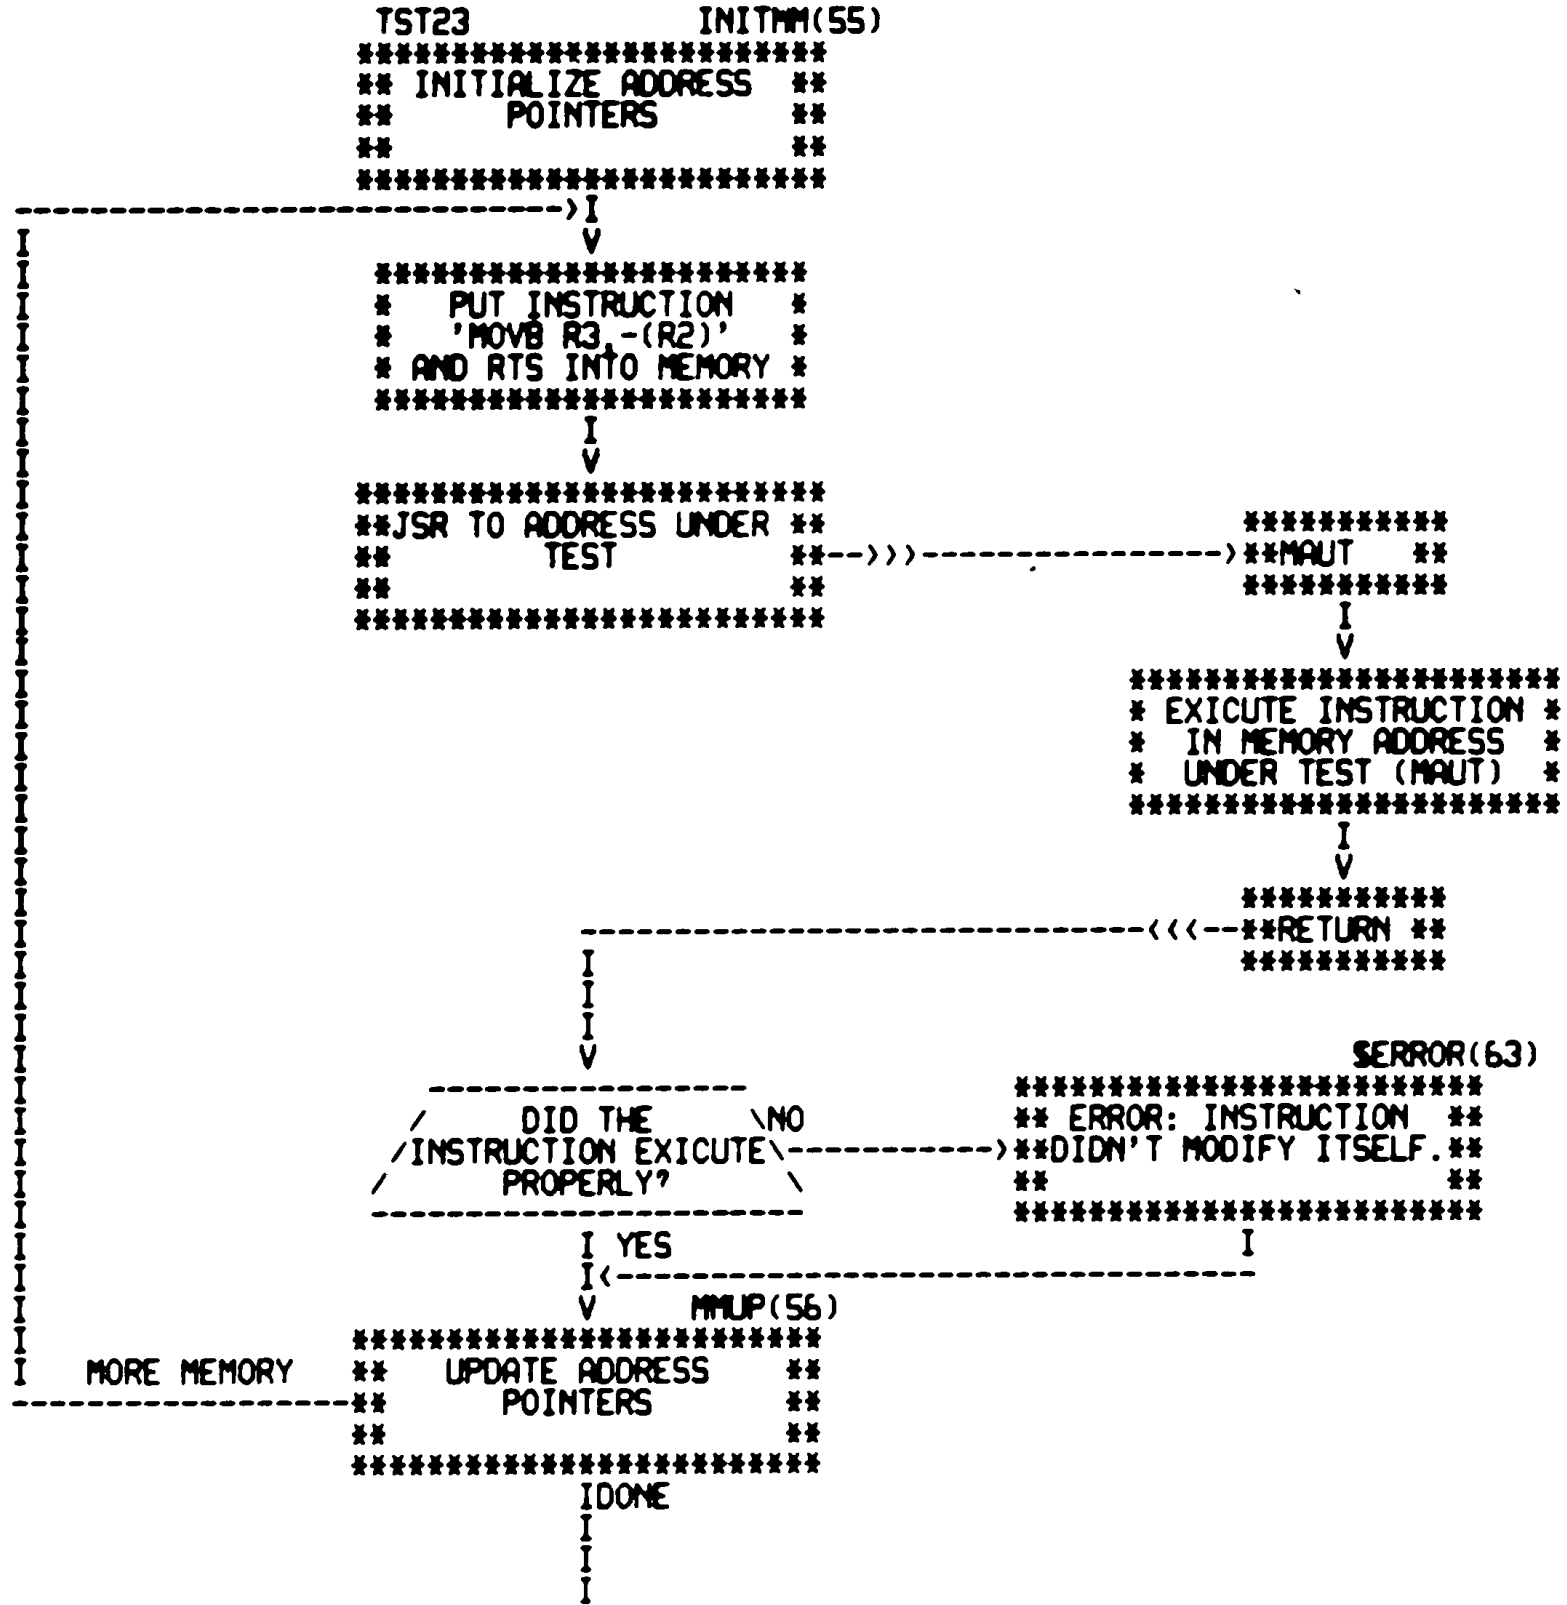 TST23 INITMM(55)
INITIALIZE ADDRESS
POINTERS
PUT INSTRUCTION
'MOVB R3,-(R2)'
AND RTS INTO MEMORY
JSR TO ADDRESS UNDER
TEST
MAUT
EXICUTE INSTRUCTION
IN MEMORY ADDRESS
UNDER TEST (MAUT)
RETURN
$ERROR(63)
DID THE NO
INSTRUCTION EXICUTE
PROPERLY?
ERROR: INSTRUCTION
DIDN'T MODIFY ITSELF.
YES
MMUP(56)
MORE MEMORY
UPDATE ADDRESS
POINTERS
DONE